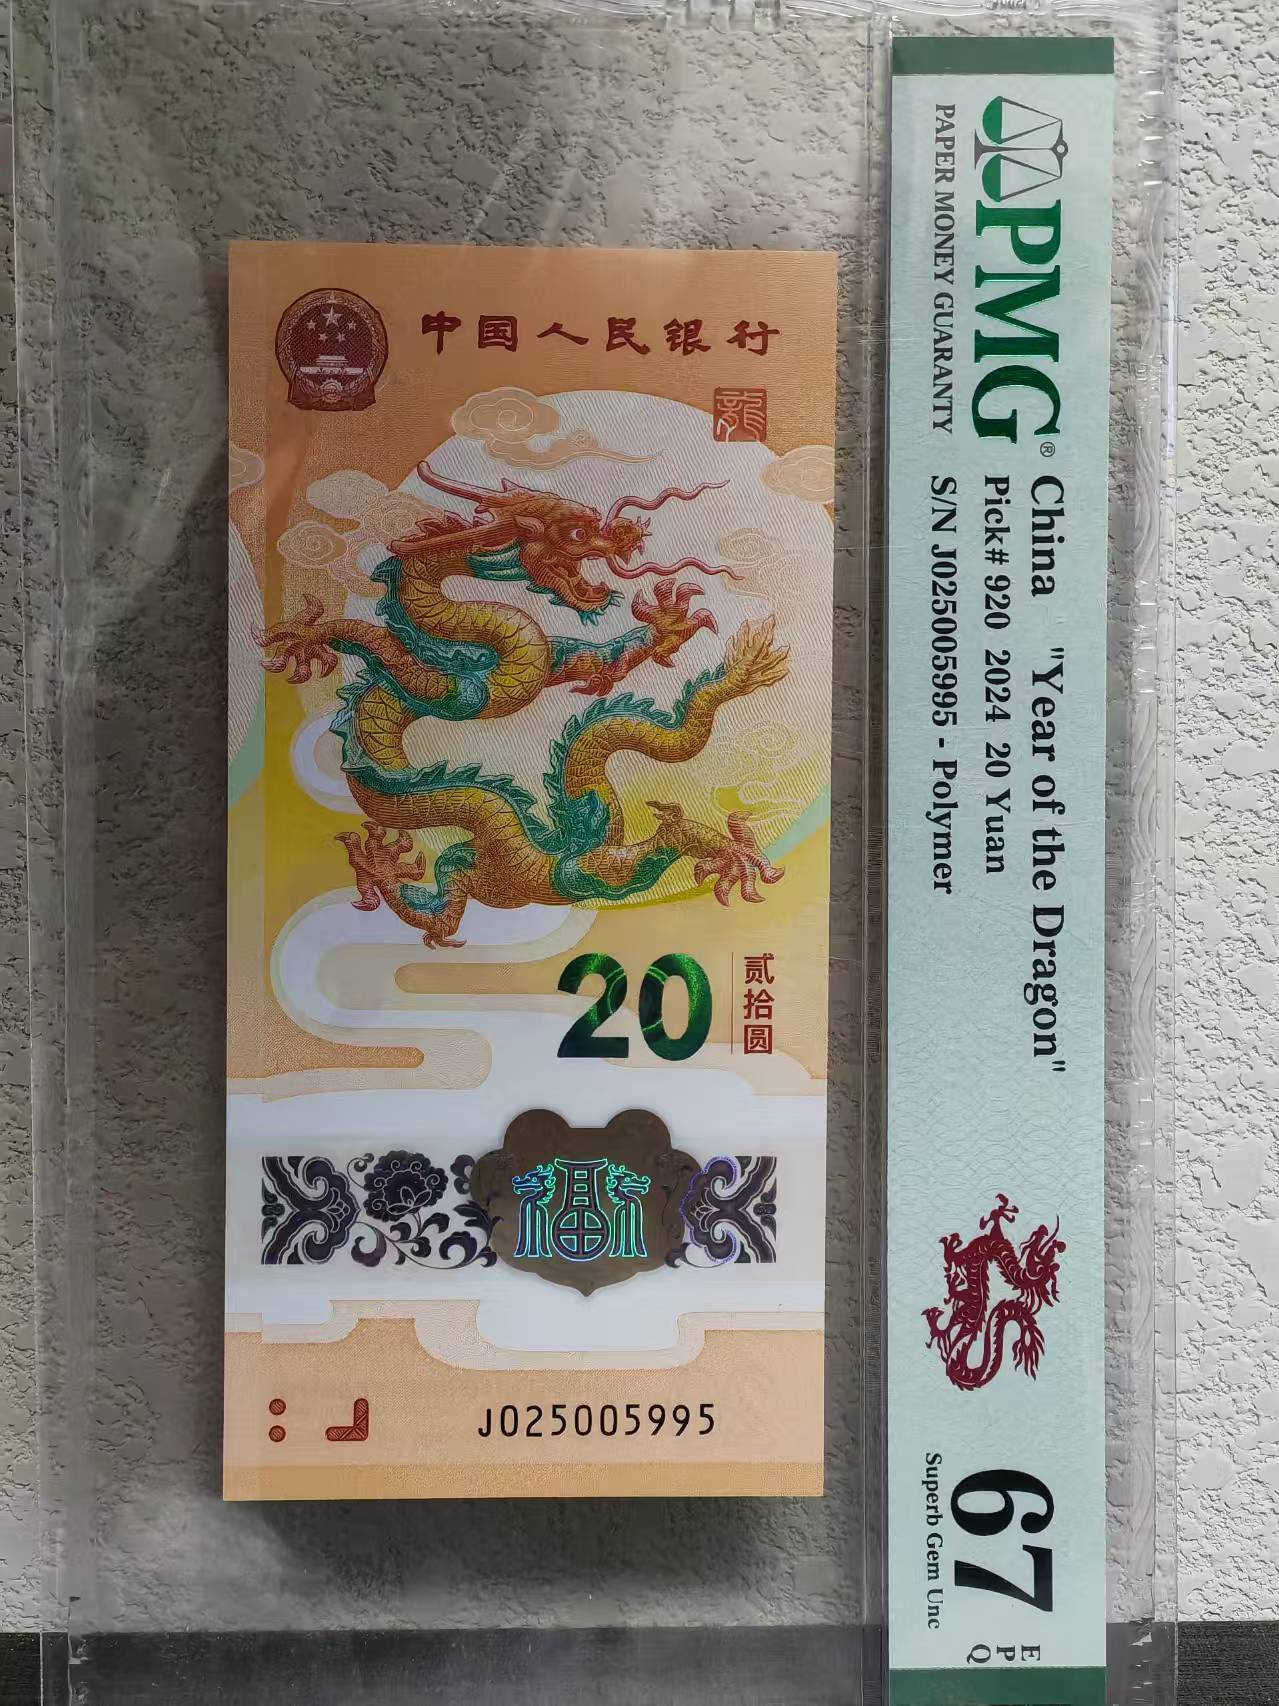 中国人民银行
龍
20
贰拾圆
福
J025005995
PMG®
PAPER MONEY GUARANTY
China "Year of the Dragon"
Pick# 920 2024 20 Yuan
S/N J025005995 - Polymer
67
EPQ
Superb Gem Unc